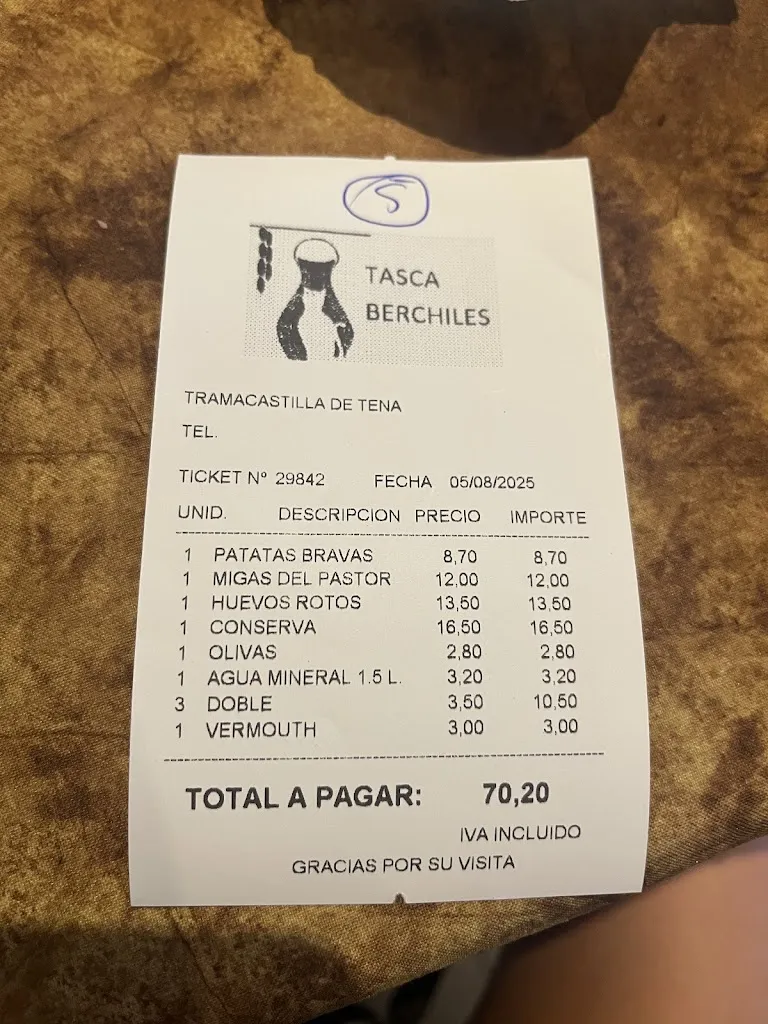 5
TASCA
BERCHILES
TRAMACASTILLA DE TENA
TEL.
TICKET Nº 29842 FECHA 05/08/2025
UNID. DESCRIPCION PRECIO IMPORTE
1 PATATAS BRAVAS 8,70 8,70
1 MIGAS DEL PASTOR 12,00 12,00
1 HUEVOS ROTOS 13,50 13,50
1 CONSERVA 16,50 16,50
1 OLIVAS 2,80 2,80
1 AGUA MINERAL 1.5 L. 3,20 3,20
3 DOBLE 3,50 10,50
1 VERMOUTH 3,00 3,00
TOTAL A PAGAR: 70,20
IVA INCLUIDO
GRACIAS POR SU VISITA